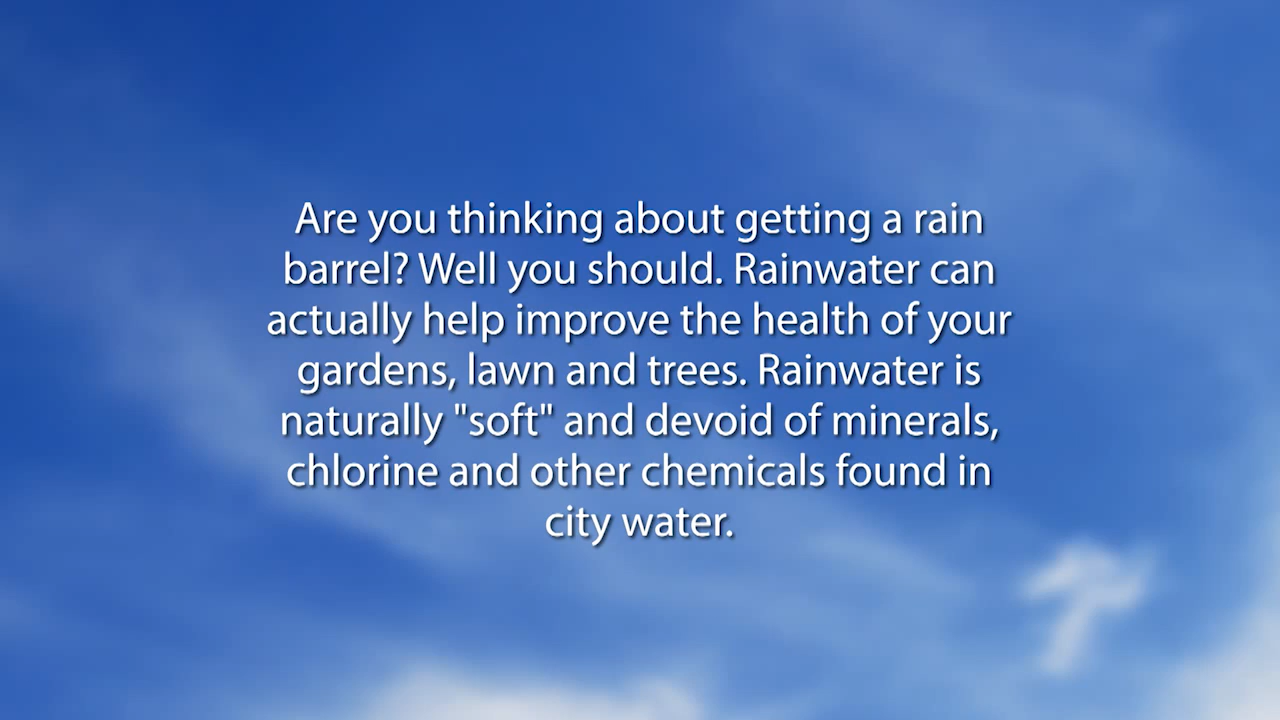 Are you thinking about getting a rain
barrel? Well you should. Rainwater can
actually help improve the health of your
gardens, lawn and trees. Rainwater is
naturally "soft" and devoid of minerals,
chlorine and other chemicals found in
city water.